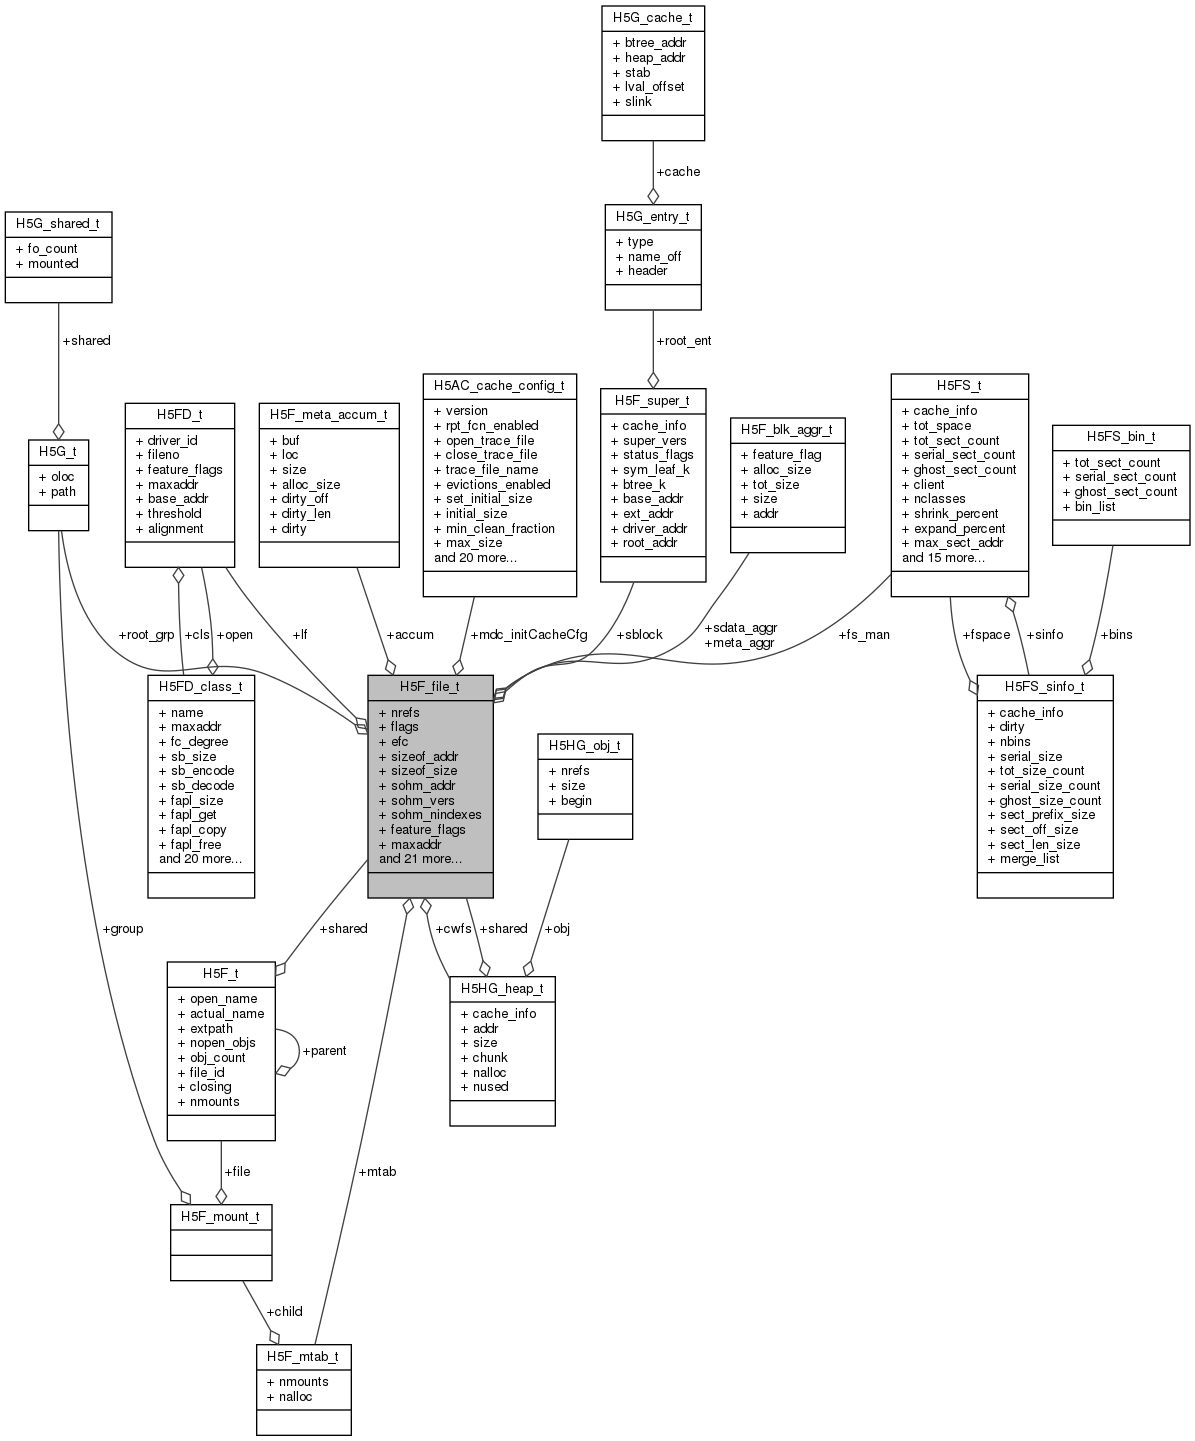 H5G_cache_t
+ btree_addr
+ heap_addr
+ stab
+ lval_offset
+ slink
+cache
H5G_shared_t
+ fo_count
+ mounted
H5G_entry_t
+ type
+ name_off
+ header
+shared
+root_ent
H5G_t
+ oloc
+ path
H5FD_t
+ driver_id
+ fileno
+ feature_flags
+ maxaddr
+ base_addr
+ threshold
+ alignment
H5F_meta_accum_t
+ buf
+ loc
+ size
+ alloc_size
+ dirty_off
+ dirty_len
+ dirty
H5AC_cache_config_t
+ version
+ rpt_fcn_enabled
+ open_trace_file
+ close_trace_file
+ trace_file_name
+ evictions_enabled
+ set_initial_size
+ initial_size
+ min_clean_fraction
+ max_size
and 20 more...
H5F_super_t
+ cache_info
+ super_vers
+ status_flags
+ sym_leaf_k
+ btree_k
+ base_addr
+ ext_addr
+ driver_addr
+ root_addr
H5F_blk_aggr_t
+ feature_flag
+ alloc_size
+ tot_size
+ size
+ addr
H5FS_t
+ cache_info
+ tot_space
+ tot_sect_count
+ serial_sect_count
+ ghost_sect_count
+ client
+ nclasses
+ shrink_percent
+ expand_percent
+ max_sect_addr
and 15 more...
H5FS_bin_t
+ tot_sect_count
+ serial_sect_count
+ ghost_sect_count
+ bin_list
+root_grp
+cls
+open
+lf
+accum
+mdc_initCacheCfg
+sblock
+sdata_aggr
+meta_aggr
+fs_man
+fspace
+sinfo
+bins
H5FD_class_t
+ name
+ maxaddr
+ fc_degree
+ sb_size
+ sb_encode
+ sb_decode
+ fapl_size
+ fapl_get
+ fapl_copy
+ fapl_free
and 20 more...
H5F_file_t
+ nrefs
+ flags
+ efc
+ sizeof_addr
+ sizeof_size
+ sohm_addr
+ sohm_vers
+ sohm_nindexes
+ feature_flags
+ maxaddr
and 21 more...
H5HG_obj_t
+ nrefs
+ size
+ begin
H5FS_sinfo_t
+ cache_info
+ dirty
+ nbins
+ serial_size
+ tot_size_count
+ serial_size_count
+ ghost_size_count
+ sect_prefix_size
+ sect_off_size
+ sect_len_size
+ merge_list
+group
+shared
+cwfs
+shared
+obj
H5F_t
+ open_name
+ actual_name
+ extpath
+ nopen_objs
+ obj_count
+ file_id
+ closing
+ nmounts
+parent
H5HG_heap_t
+ cache_info
+ addr
+ size
+ chunk
+ nalloc
+ nused
+file
+mtab
H5F_mount_t
+child
H5F_mtab_t
+ nmounts
+ nalloc